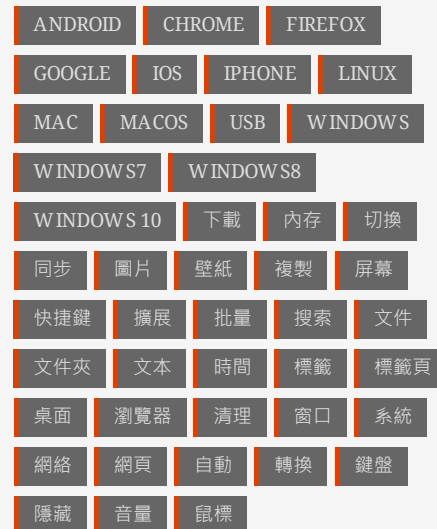 ANDROID CHROME FIREFOX
GOOGLE IOS IPHONE LINUX
MAC MACOS USB WINDOWS
WINDOWS7 WINDOWS8
WINDOWS 10 下載 內存 切換
同步 圖片 壁紙 複製 屏幕
快捷鍵 擴展 批量 搜索 文件
文件夾 文本 時間 標籤 標籤頁
桌面 瀏覽器 清理 窗口 系統
網絡 網頁 自動 轉換 鍵盤
隱藏 音量 鼠標